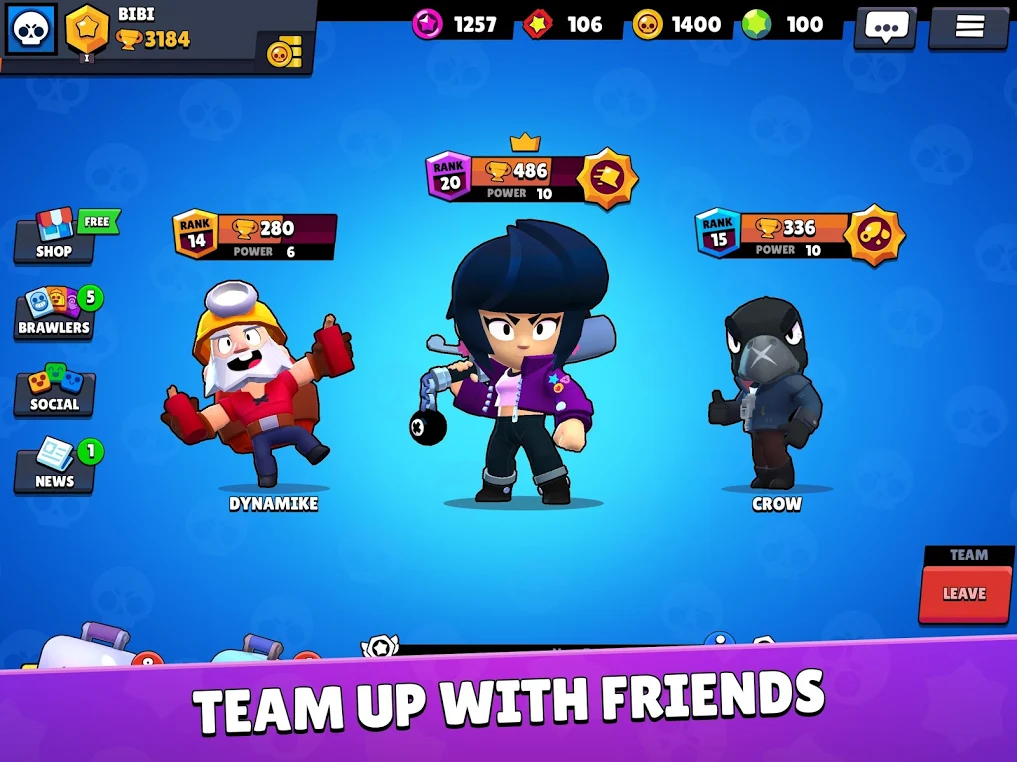 BIBI
3184
I
1257
106
1400
100
RANK
20
486
POWER 10
RANK
14
280
POWER 6
RANK
15
336
POWER 10
FREE
SHOP
5
BRAWLERS
SOCIAL
1
NEWS
DYNAMIKE
CROW
TEAM
LEAVE
TEAM UP WITH FRIENDS